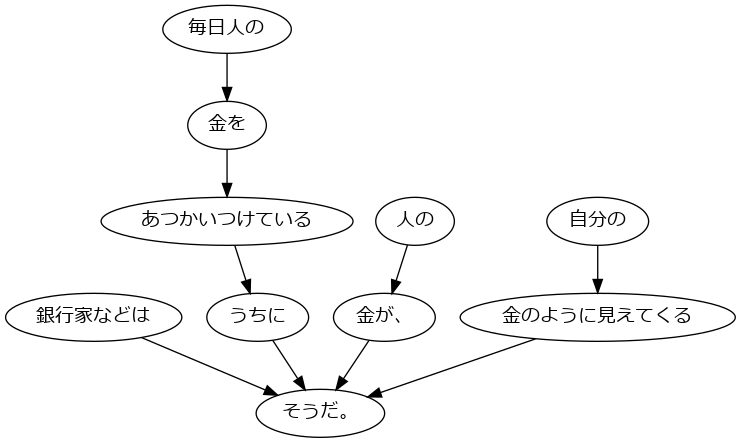 毎日人の
金を
あつかいつけている
人の
自分の
銀行家などは
うちに
金が、
金のように見えてくる
そうだ。